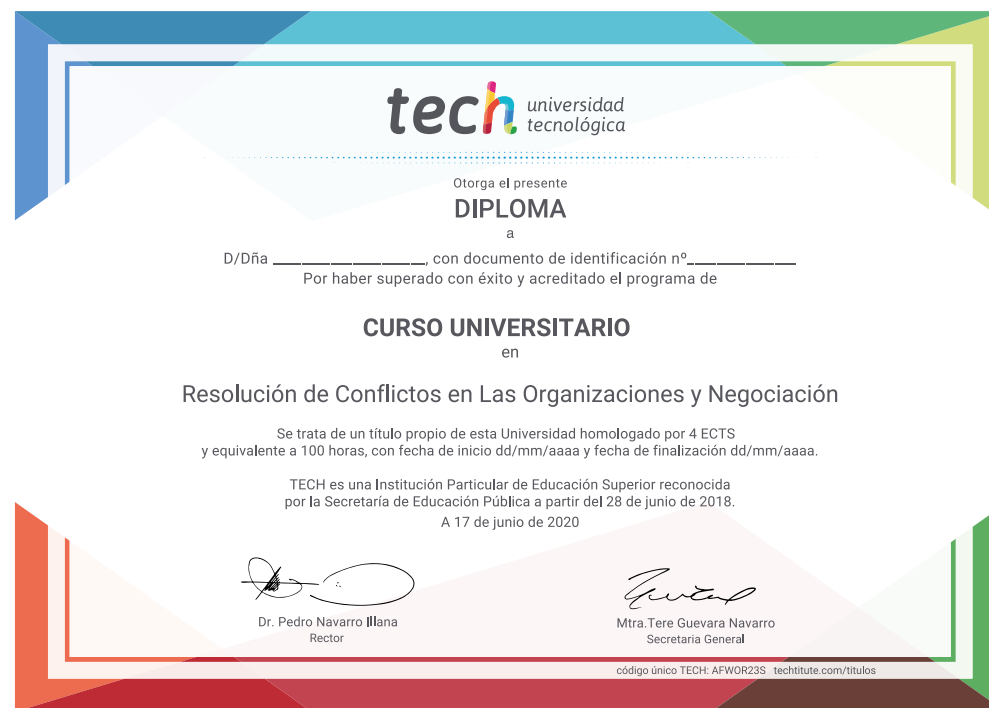 tech universidad
tecnológica
Otorga el presente
DIPLOMA
a
D/Dña ________________, con documento de identificación nº____________
Por haber superado con éxito y acreditado el programa de
CURSO UNIVERSITARIO
en
Resolución de Conflictos en Las Organizaciones y Negociación
Se trata de un título propio de esta Universidad homologado por 4 ECTS
y equivalente a 100 horas, con fecha de inicio dd/mm/aaaa y fecha de finalización dd/mm/aaaa.
TECH es una Institución Particular de Educación Superior reconocida
por la Secretaría de Educación Pública a partir del 28 de junio de 2018.
A 17 de junio de 2020
Dr. Pedro Navarro Illana
Rector
Mtra.Tere Guevara Navarro
Secretaria General
código único TECH: AFWOR23S techtitute.com/titulos